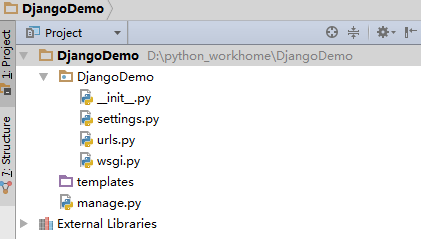 DjangoDemo
1: Project
7: Structure
Project
DjangoDemo D:\python_workhome\DjangoDemo
DjangoDemo
__init__.py
settings.py
urls.py
wsgi.py
templates
manage.py
External Libraries